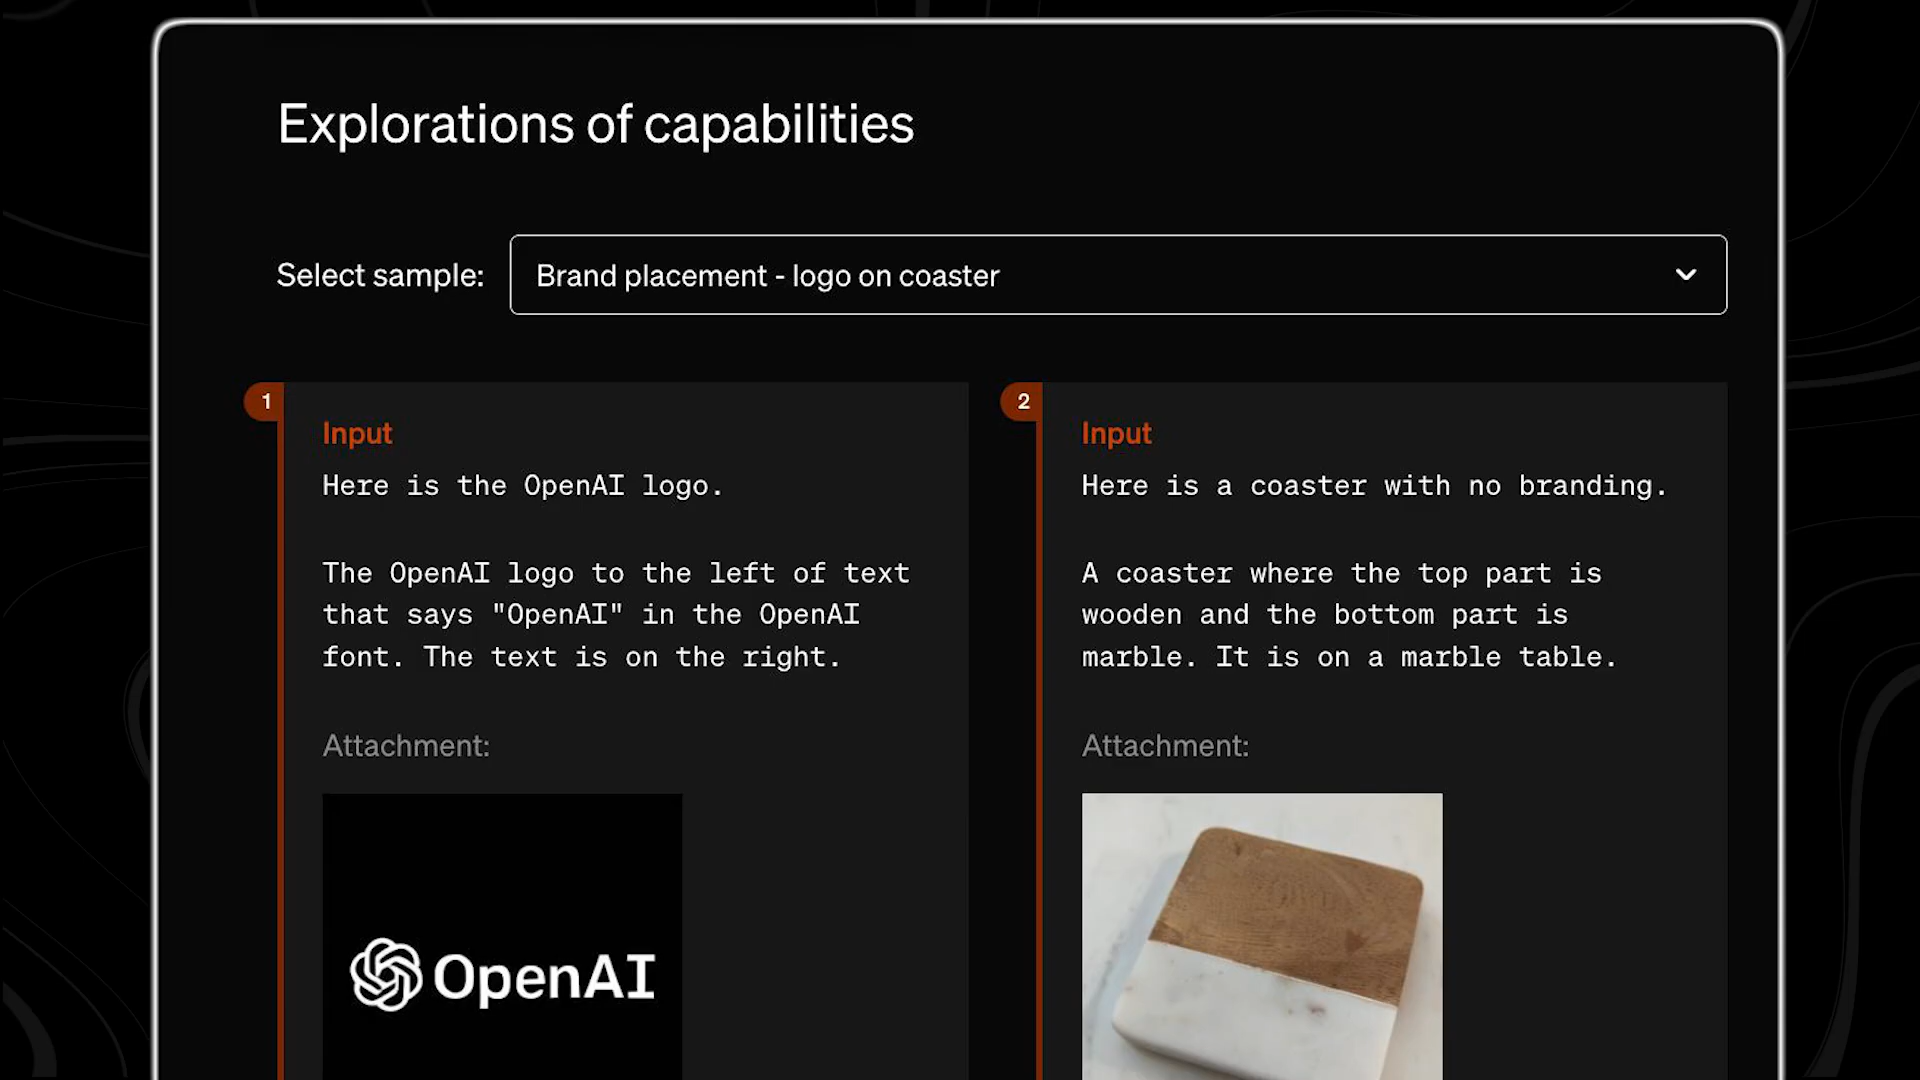 Explorations of capabilities
Select sample:
Brand placement - logo on coaster
1
Input
Here is the OpenAI logo.
The OpenAI logo to the left of text
that says "OpenAI" in the OpenAI
font. The text is on the right.
Attachment:
OpenAI
2
Input
Here is a coaster with no branding.
A coaster where the top part is
wooden and the bottom part is
marble. It is on a marble table.
Attachment: